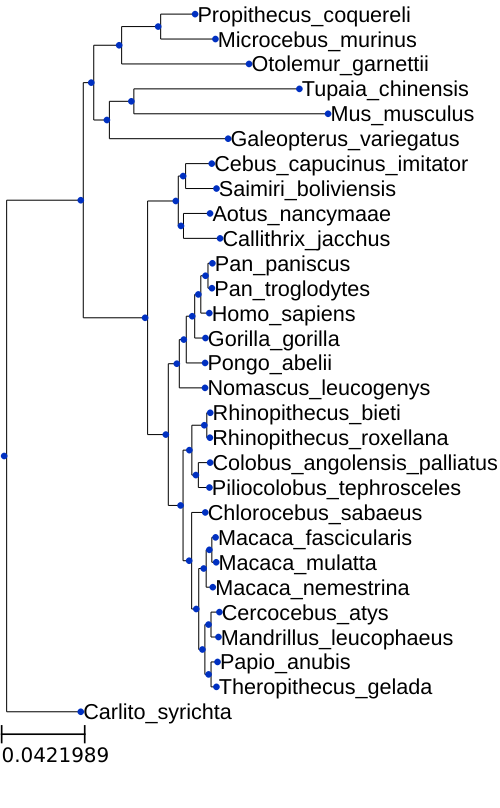 Propithecus_coquereli
Microcebus_murinus
Otolemur_garnettii
Tupaia_chinensis
Mus_musculus
Galeopterus_variegatus
Cebus_capucinus_imitator
Saimiri_boliviensis
Aotus_nancymaae
Callithrix_jacchus
Pan_paniscus
Pan_troglodytes
Homo_sapiens
Gorilla_gorilla
Pongo_abelii
Nomascus_leucogenys
Rhinopithecus_bieti
Rhinopithecus_roxellana
Colobus_angolensis_palliatus
Piliocolobus_tephrosceles
Chlorocebus_sabaeus
Macaca_fascicularis
Macaca_mulatta
Macaca_nemestrina
Cercocebus_atys
Mandrillus_leucophaeus
Papio_anubis
Theropithecus_gelada
Carlito_syrichta
0.0421989